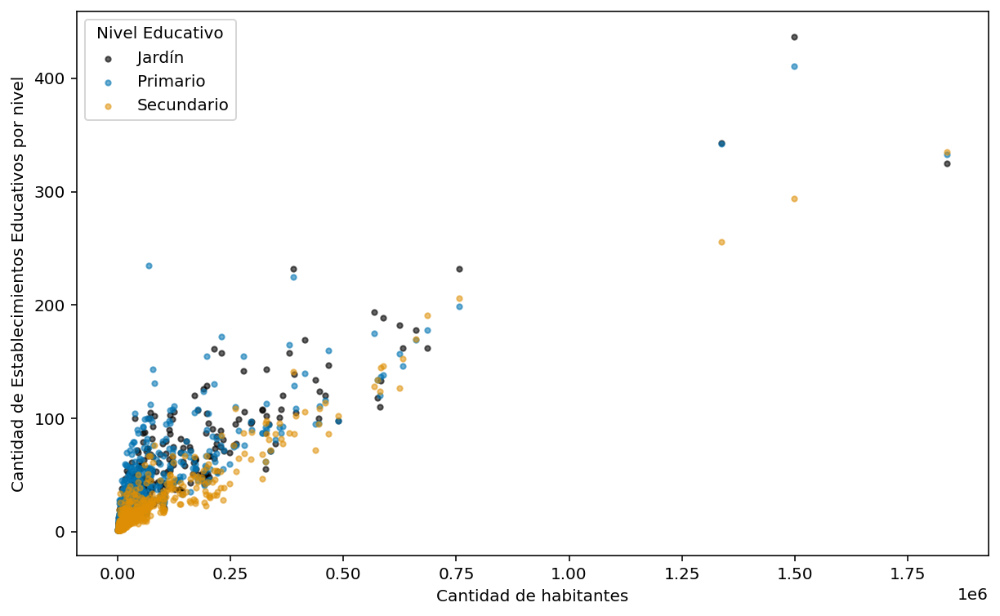 Nivel Educativo
Jardín
Primario
Secundario
Cantidad de Establecimientos Educativos por nivel
400
300
200
100
0
0.00 0.25 0.50 0.75 1.00 1.25 1.50 1.75
1e6
Cantidad de habitantes